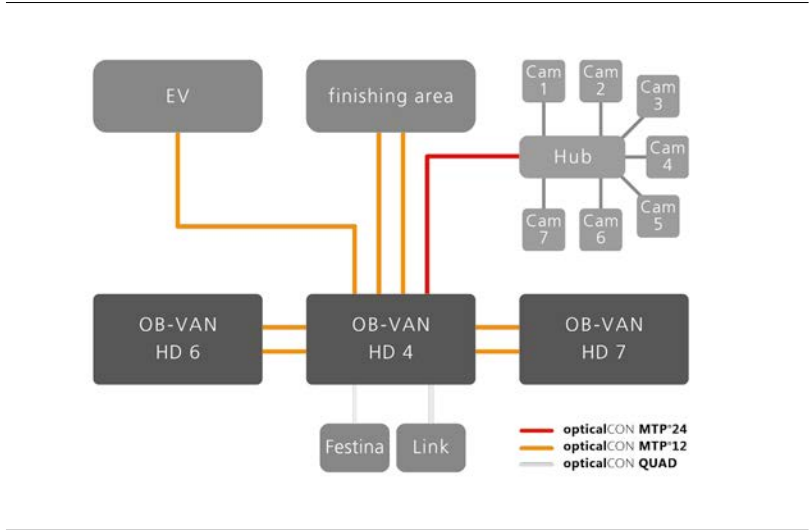 EV
finishing area
Cam
1
Cam
2
Cam
3
Hub
Cam
4
Cam
5
Cam
6
Cam
7
OB-VAN
HD 6
OB-VAN
HD 4
OB-VAN
HD 7
Festina
Link
opticalCON MTP®24
opticalCON MTP®12
opticalCON QUAD